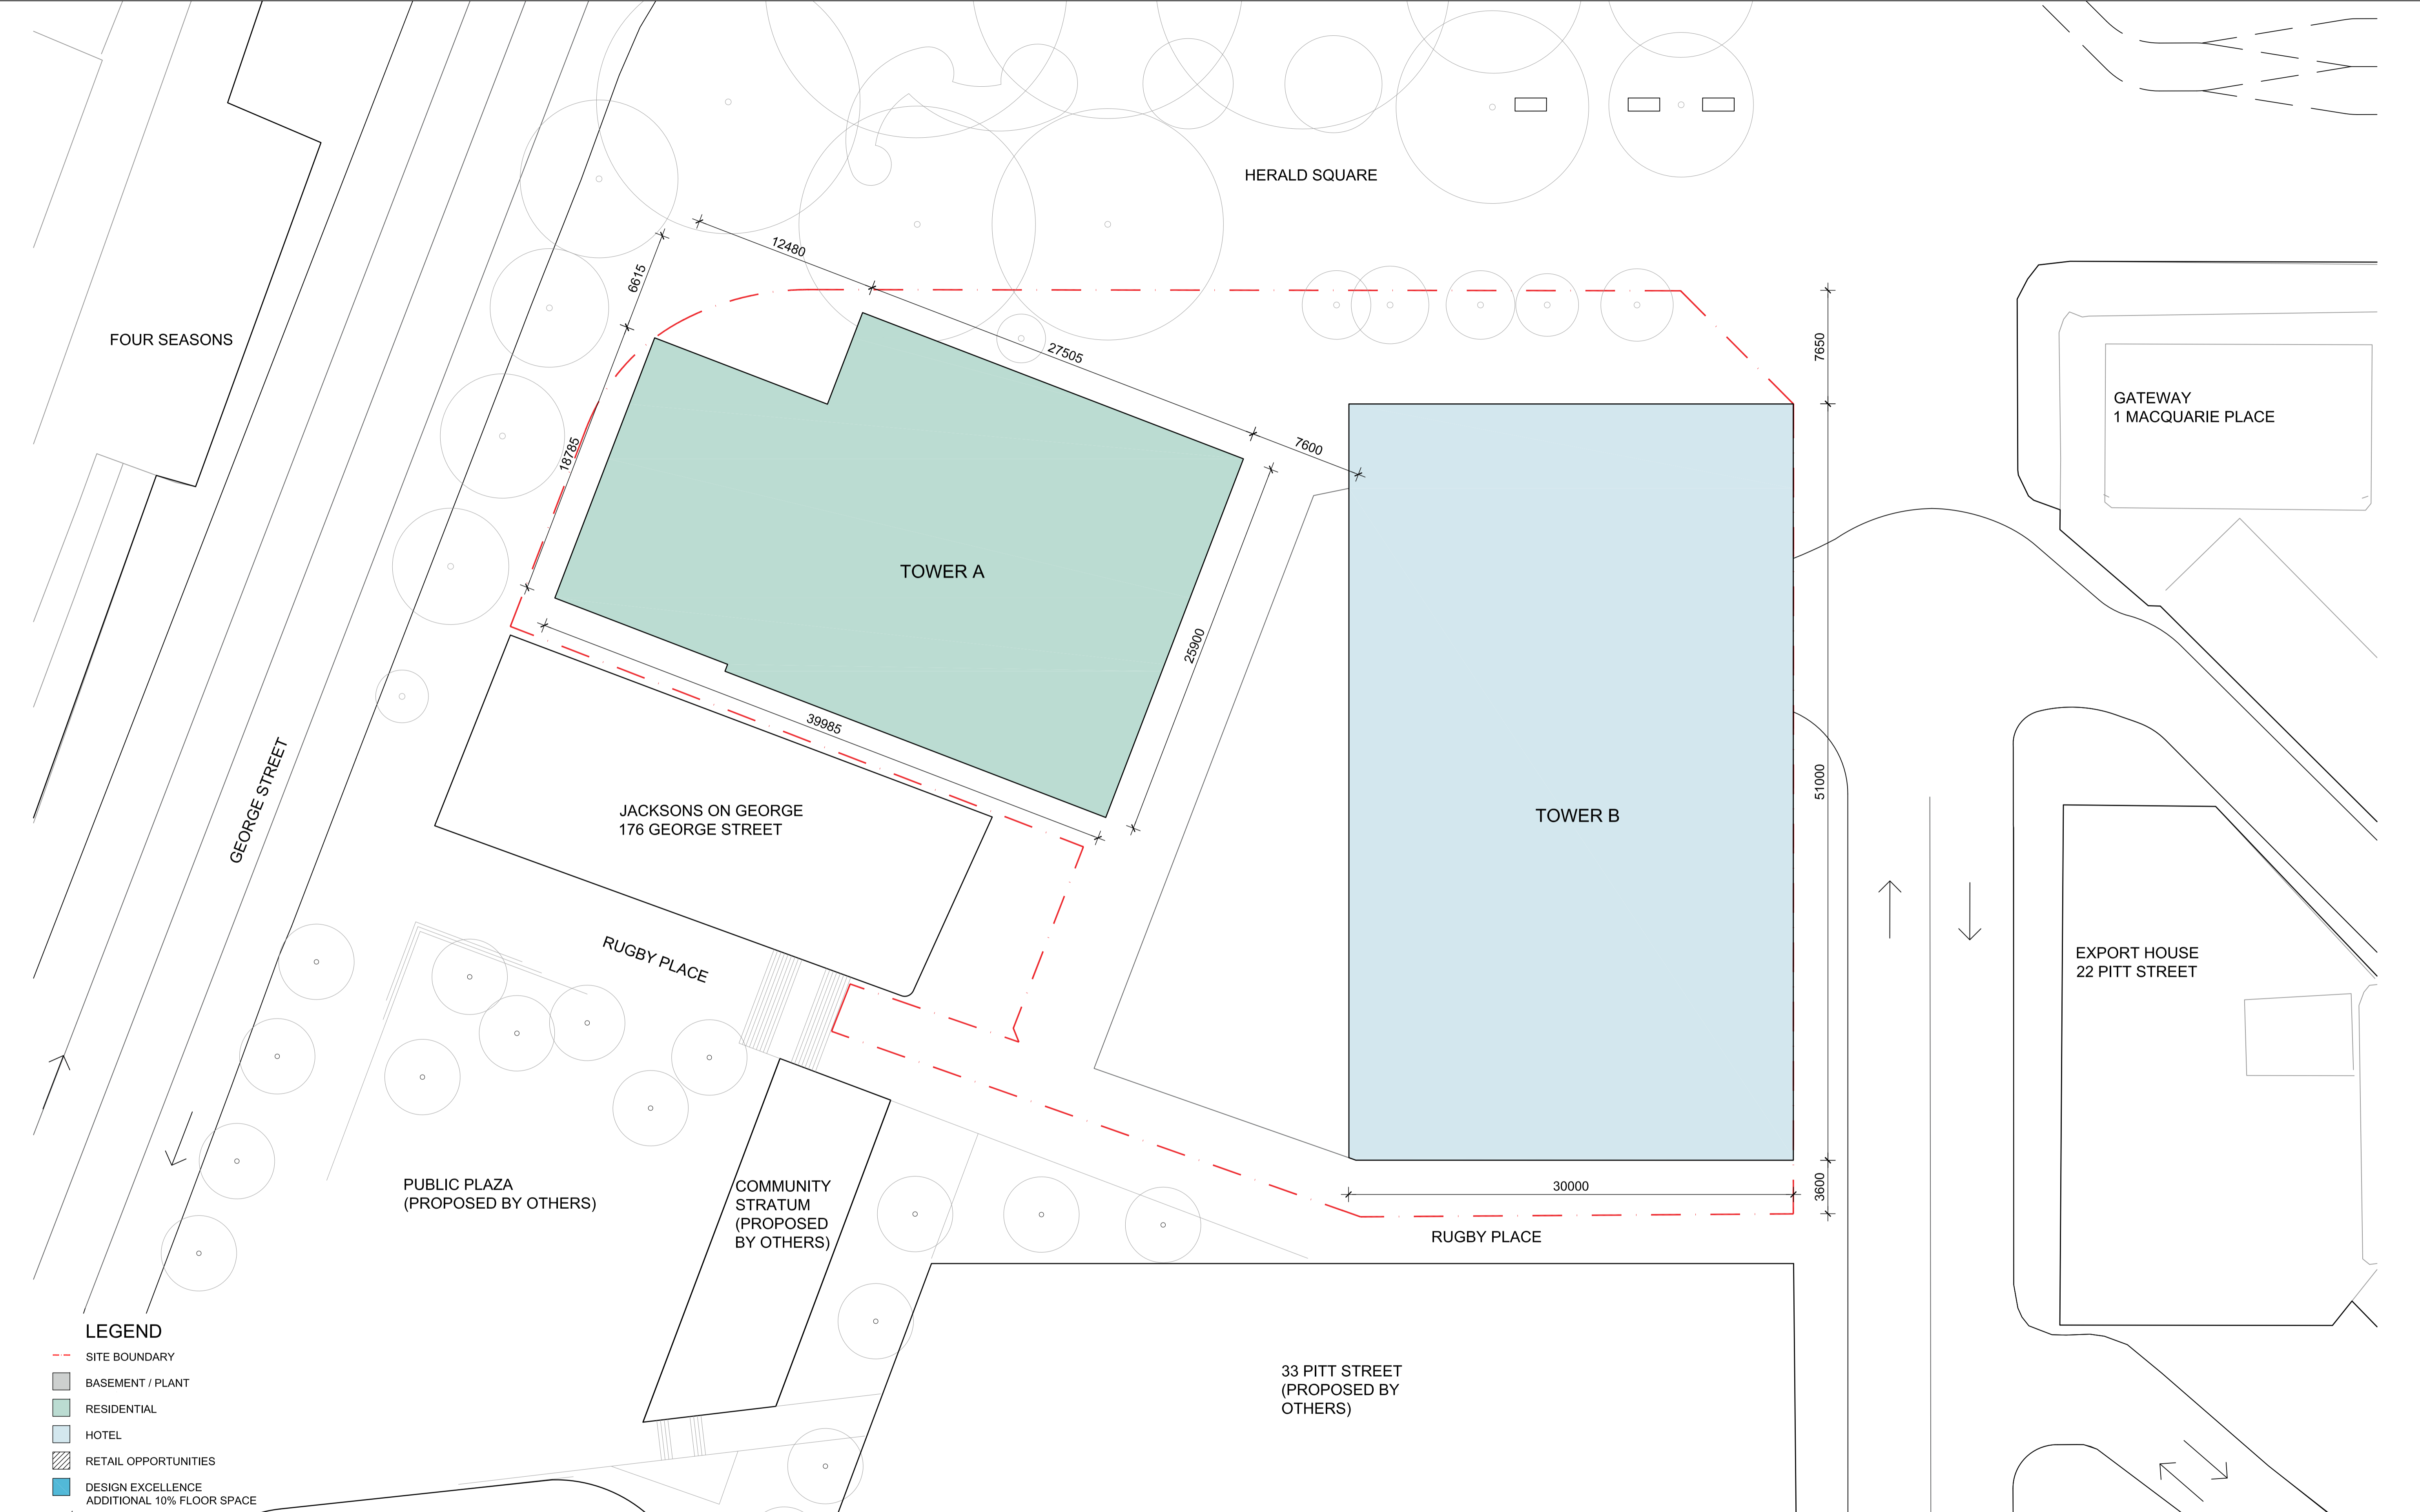 HERALD SQUARE
12480
6615
FOUR SEASONS
27505
7650
GATEWAY
1 MACQUARIE PLACE
7600
18785
TOWER A
25900
39985
51000
TOWER B
JACKSONS ON GEORGE
176 GEORGE STREET
GEORGE STREET
RUGBY PLACE
EXPORT HOUSE
22 PITT STREET
PUBLIC PLAZA
(PROPOSED BY OTHERS)
COMMUNITY
STRATUM
(PROPOSED
BY OTHERS)
30000
3600
RUGBY PLACE
33 PITT STREET
(PROPOSED BY
OTHERS)
LEGEND
SITE BOUNDARY
BASEMENT / PLANT
RESIDENTIAL
HOTEL
RETAIL OPPORTUNITIES
DESIGN EXCELLENCE
ADDITIONAL 10% FLOOR SPACE